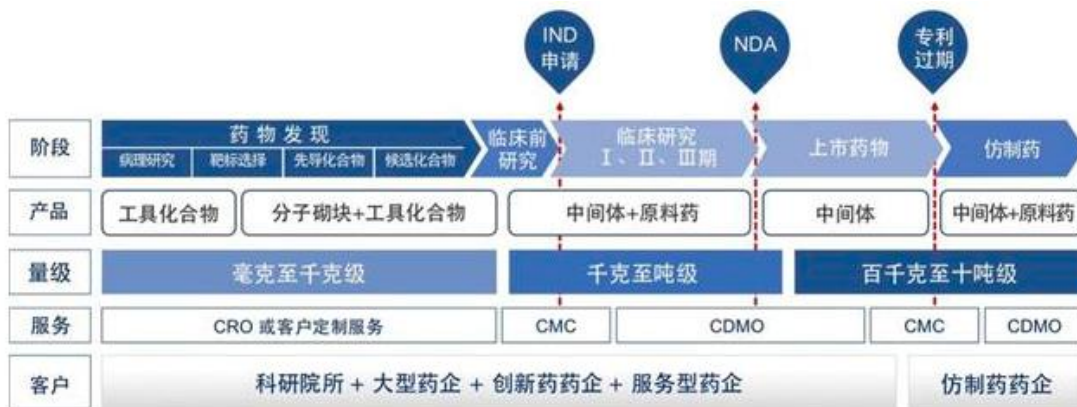 IND
申请
NDA
专利
过期
阶段
药物发现
病理研究 靶标选择 先导化合物 候选化合物
临床前
研究
临床研究
Ⅰ、Ⅱ、Ⅲ期
上市药物
仿制药
产品 工具化合物 分子砌块+工具化合物 中间体+原料药 中间体 中间体+原料药
量级 毫克至千克级 千克至吨级 百千克至十吨级
服务 CRO 或客户定制服务 CMC CDMO CMC CDMO
客户 科研院所 + 大型药企 + 创新药药企 + 服务型药企 仿制药药企